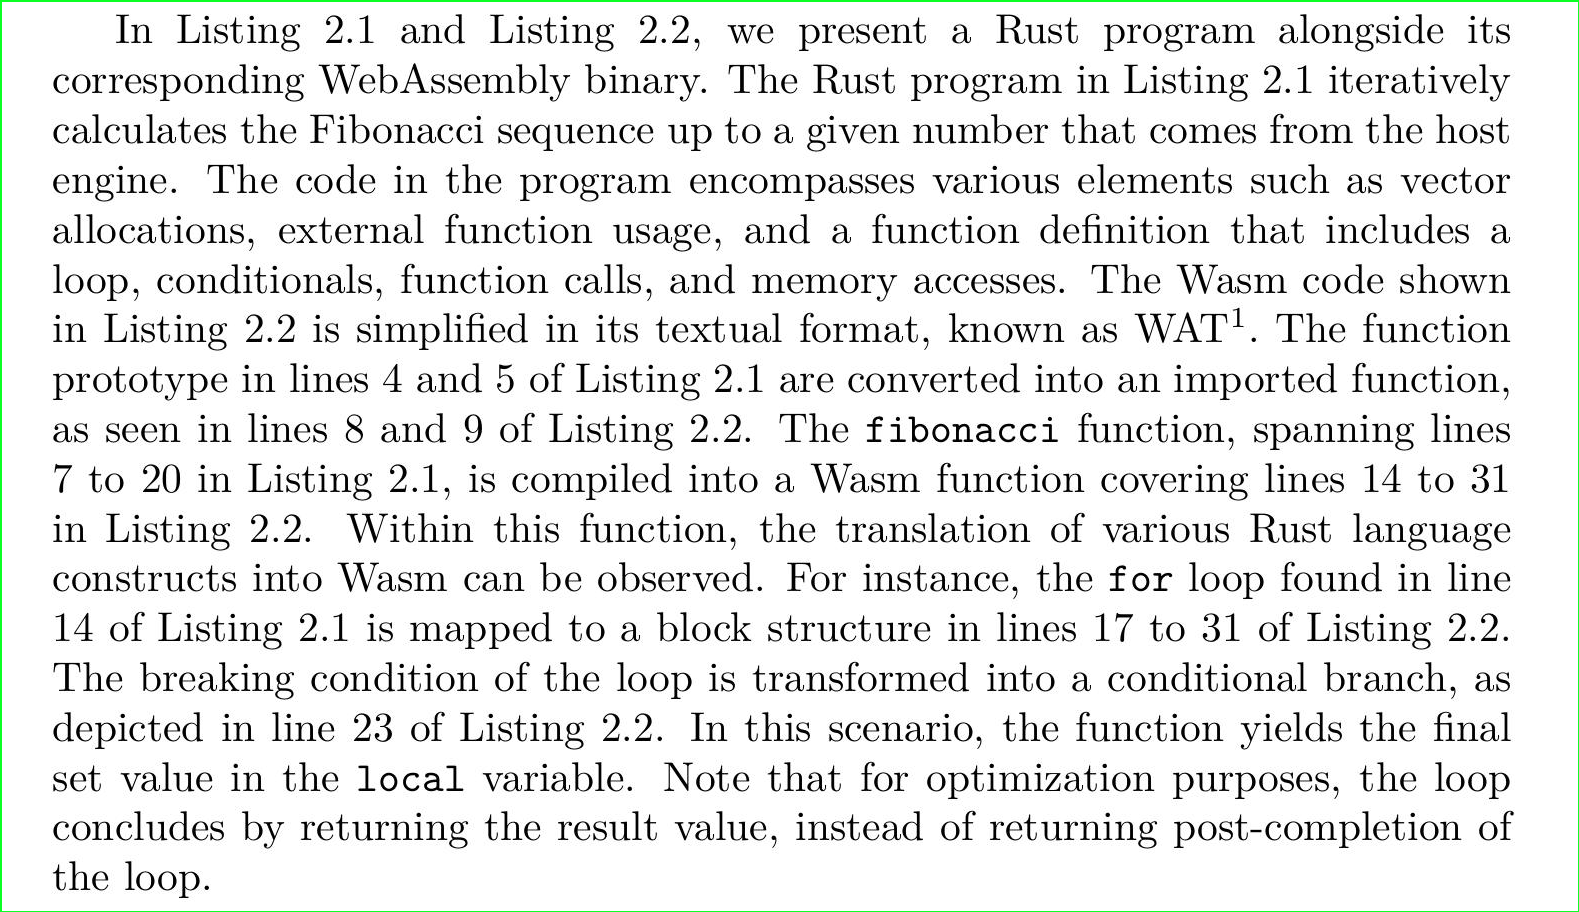 In Listing 2.1 and Listing 2.2, we present a Rust program alongside its
corresponding WebAssembly binary. The Rust program in Listing 2.1 iteratively
calculates the Fibonacci sequence up to a given number that comes from the host
engine. The code in the program encompasses various elements such as vector
allocations, external function usage, and a function definition that includes a
loop, conditionals, function calls, and memory accesses. The Wasm code shown
in Listing 2.2 is simplified in its textual format, known as WAT¹. The function
prototype in lines 4 and 5 of Listing 2.1 are converted into an imported function,
as seen in lines 8 and 9 of Listing 2.2. The fibonacci function, spanning lines
7 to 20 in Listing 2.1, is compiled into a Wasm function covering lines 14 to 31
in Listing 2.2. Within this function, the translation of various Rust language
constructs into Wasm can be observed. For instance, the for loop found in line
14 of Listing 2.1 is mapped to a block structure in lines 17 to 31 of Listing 2.2.
The breaking condition of the loop is transformed into a conditional branch, as
depicted in line 23 of Listing 2.2. In this scenario, the function yields the final
set value in the local variable. Note that for optimization purposes, the loop
concludes by returning the result value, instead of returning post-completion of
the loop.